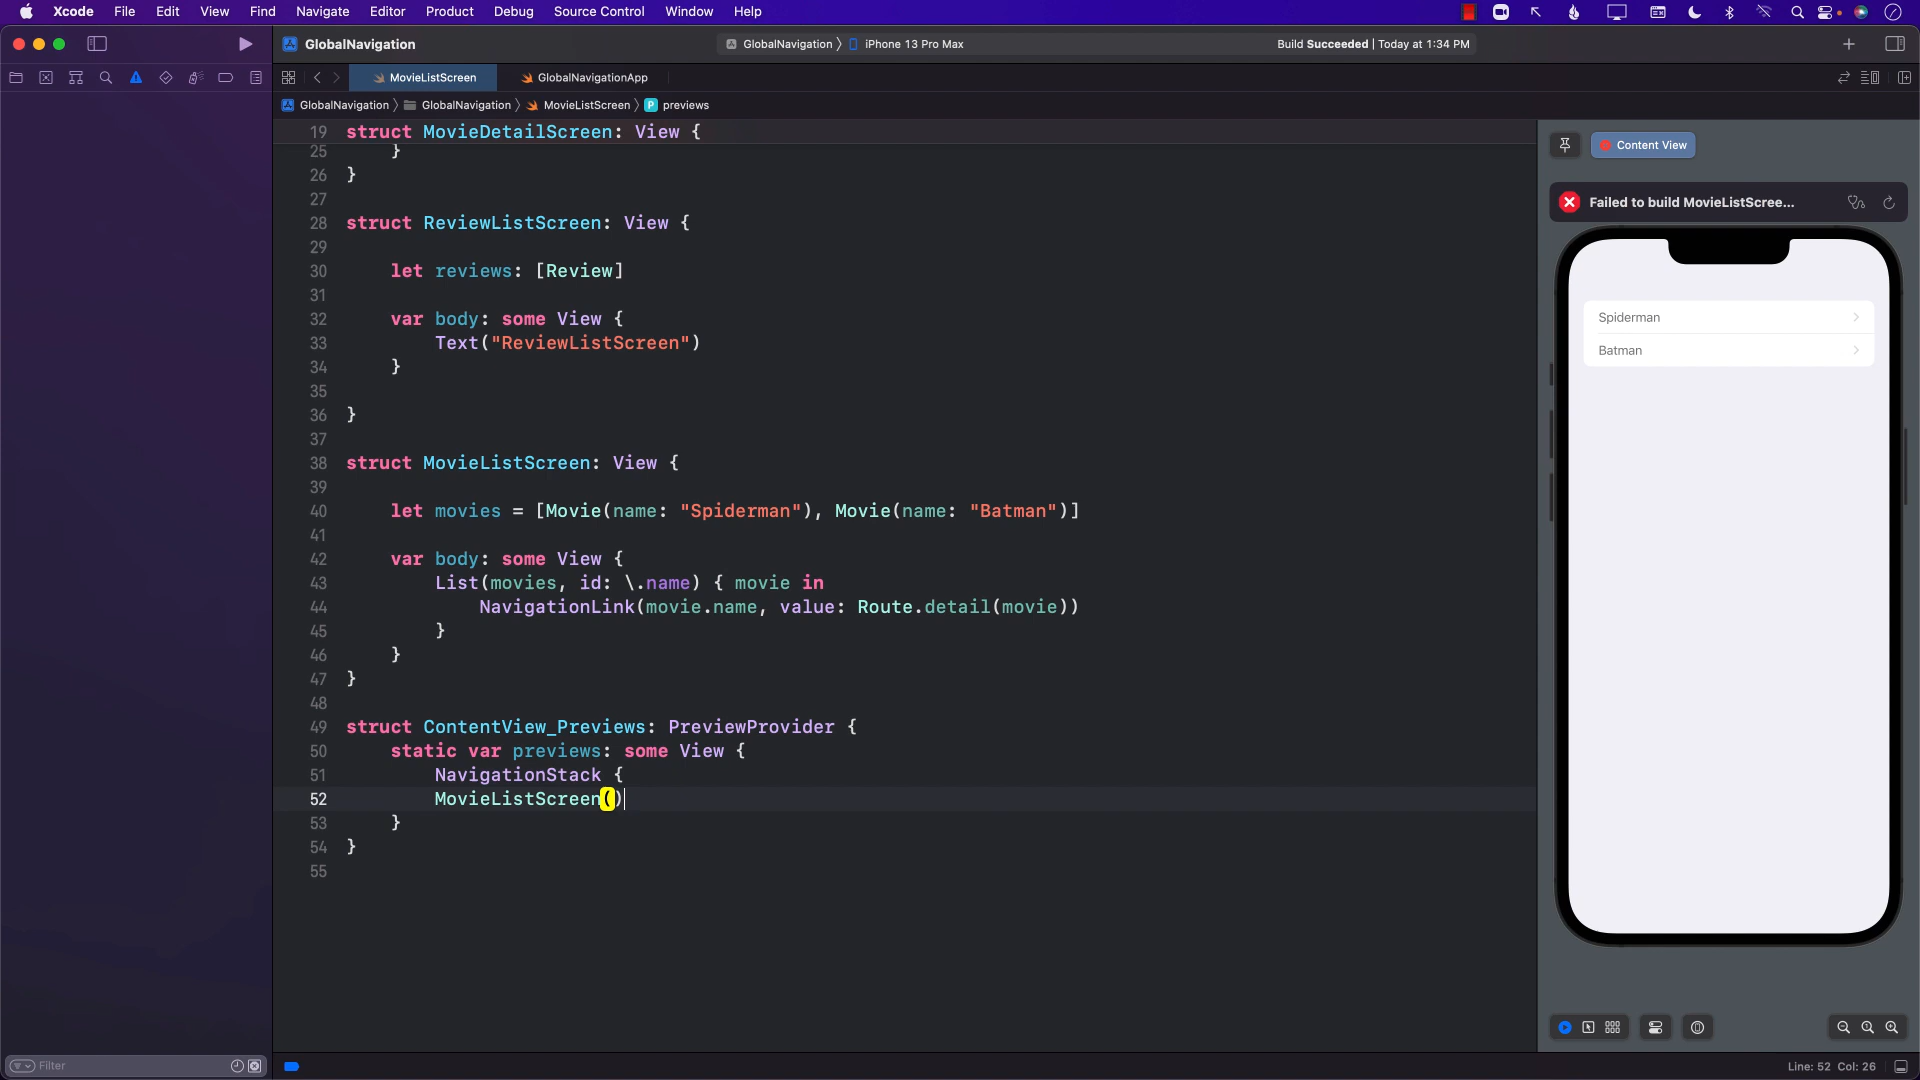 Xcode File Edit View Find Navigate Editor Product Debug Source Control Window Help
GlobalNavigation
GlobalNavigation 〉 iPhone 13 Pro Max
Build Succeeded | Today at 1:34 PM
MovieListScreen
GlobalNavigationApp
GlobalNavigation 〉 GlobalNavigation 〉 MovieListScreen 〉 P previews
19 struct MovieDetailScreen: View {
25 }
26 }
27
28 struct ReviewListScreen: View {
29
30 let reviews: [Review]
31
32 var body: some View {
33 Text("ReviewListScreen")
34 }
35
36 }
37
38 struct MovieListScreen: View {
39
40 let movies = [Movie(name: "Spiderman"), Movie(name: "Batman")]
41
42 var body: some View {
43 List(movies, id: \.name) { movie in
44 NavigationLink(movie.name, value: Route.detail(movie))
45 }
46 }
47 }
48
49 struct ContentView_Previews: PreviewProvider {
50 static var previews: some View {
51 NavigationStack {
52 MovieListScreen()
53 }
54 }
55
Content View
Failed to build MovieListScree...
Spiderman
Batman
Filter
Line: 52 Col: 26